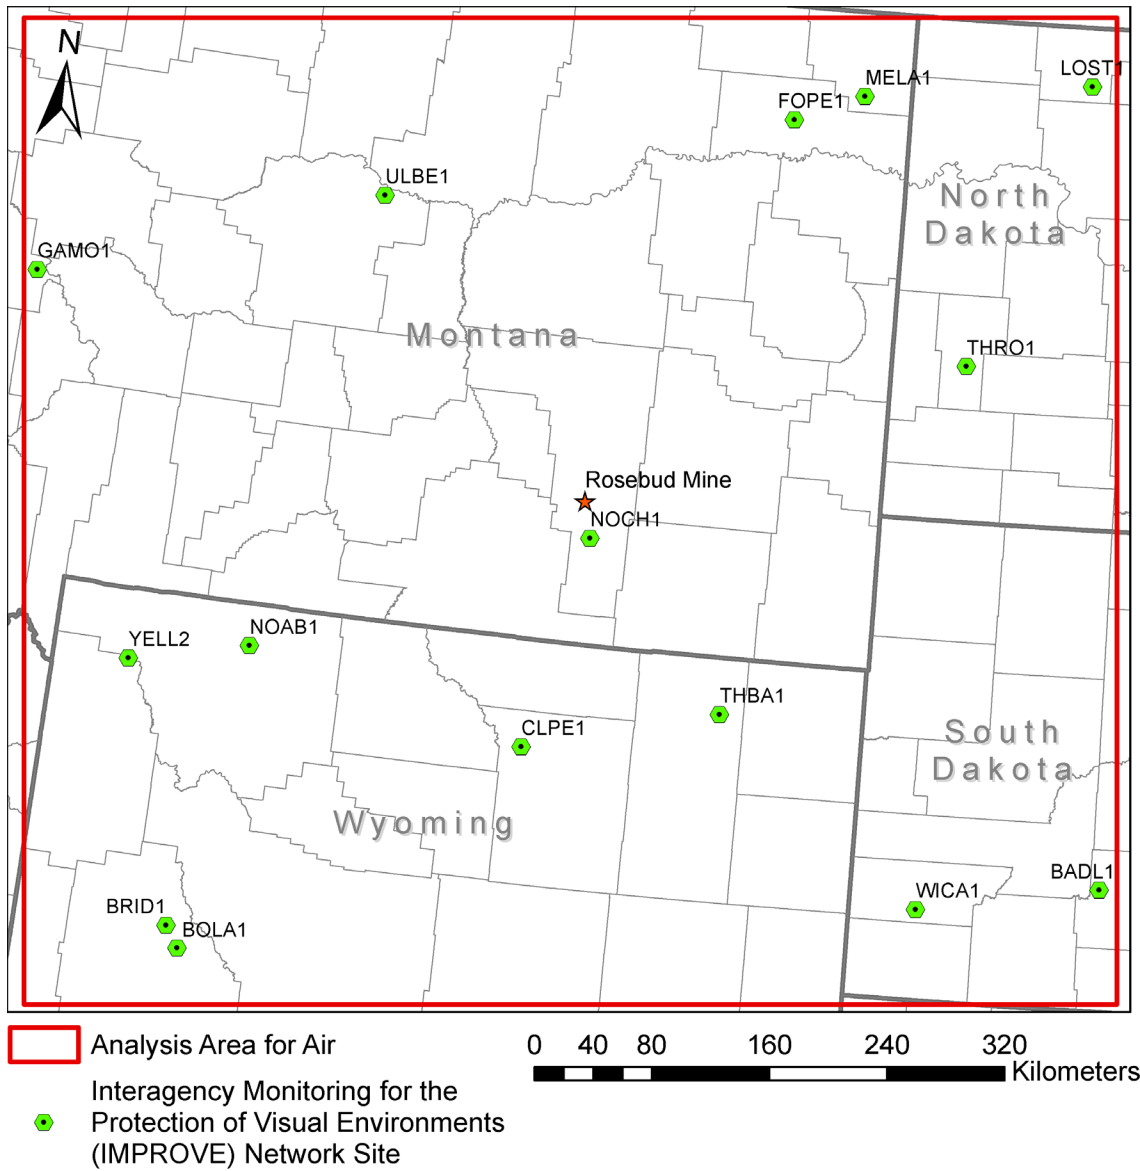 N
MELA1
LOST1
FOPE1
ULBE1
North
Dakota
GAMO1
Montana
THRO1
Rosebud Mine
NOCH1
NOAB1
YELL2
THBA1
CLPE1
South
Dakota
Wyoming
BADL1
WICA1
BRID1
BOLA1
Analysis Area for Air
0 40 80 160 240 320
Kilometers
Interagency Monitoring for the
Protection of Visual Environments
(IMPROVE) Network Site